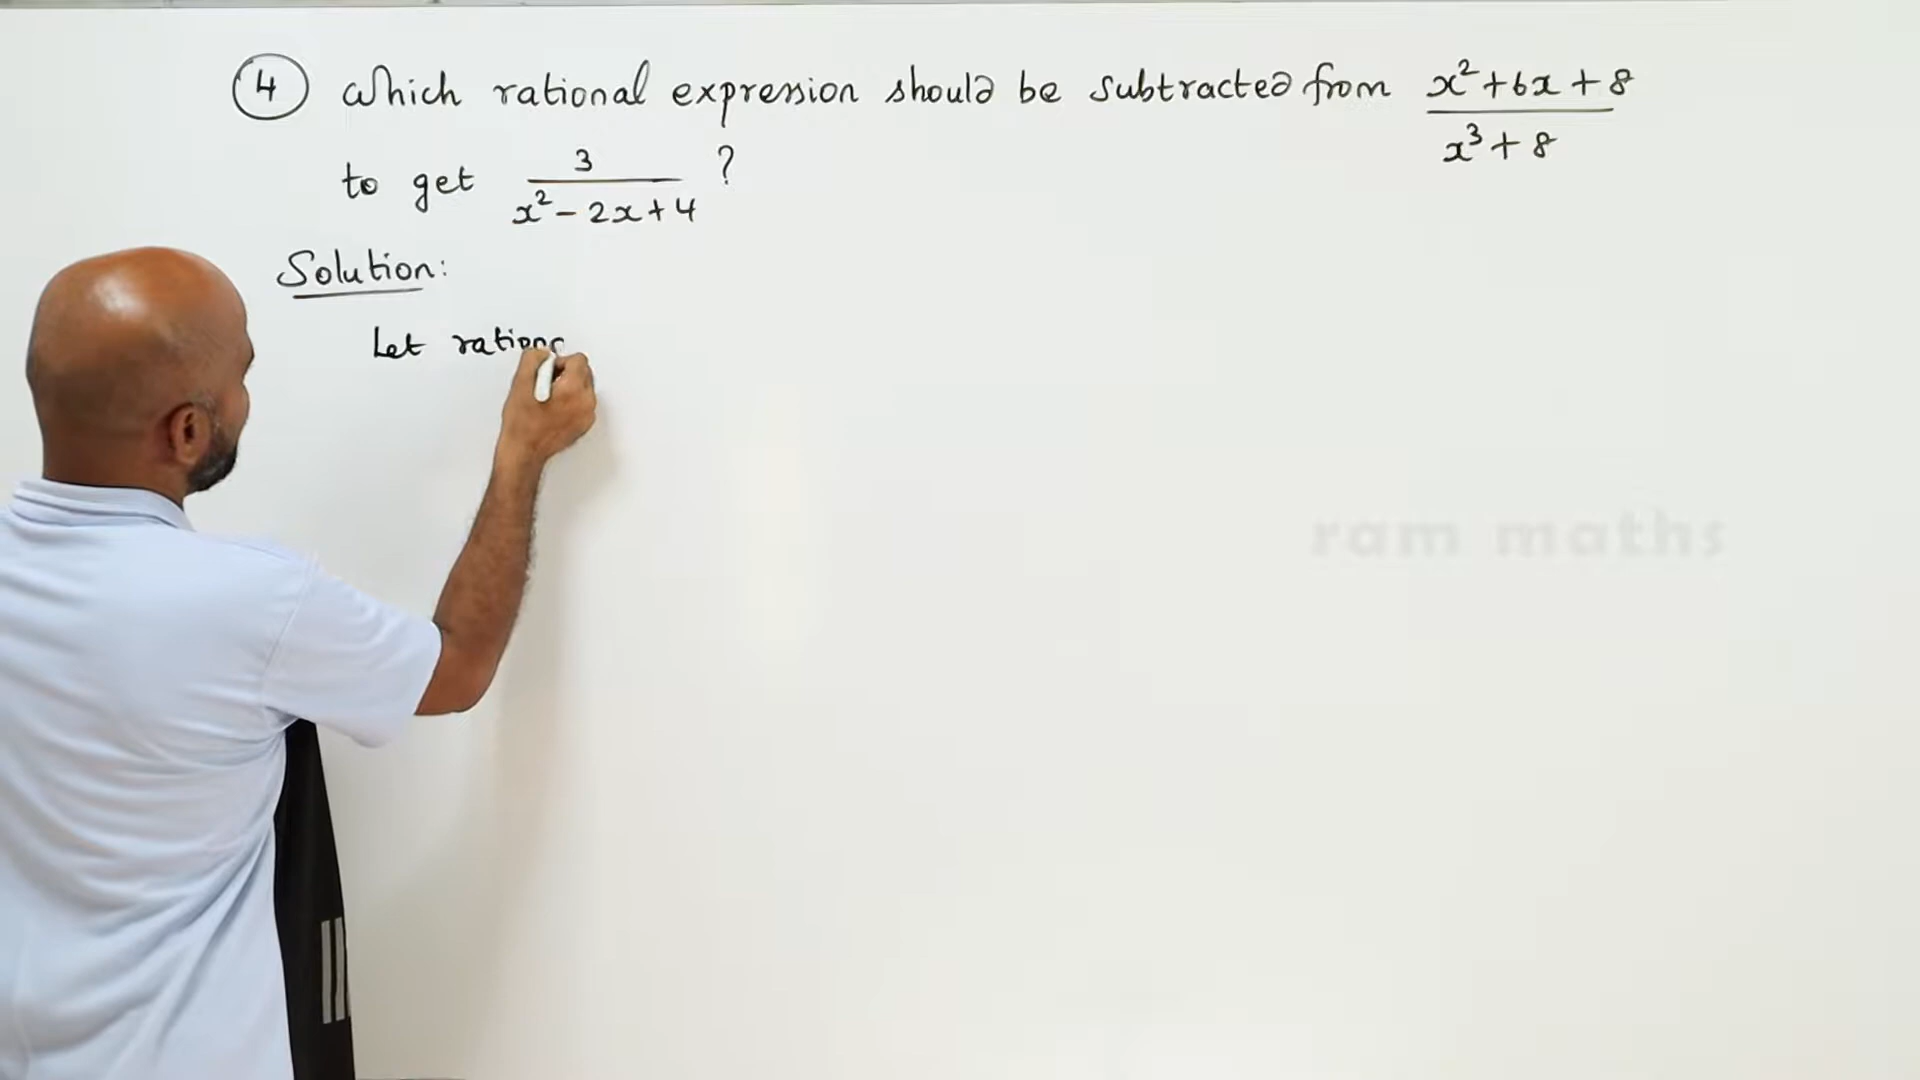 4 Which rational expression should be subtracted from x²+6x+8 / x³+8
to get 3 / x²-2x+4 ?
Solution:
Let
ram maths